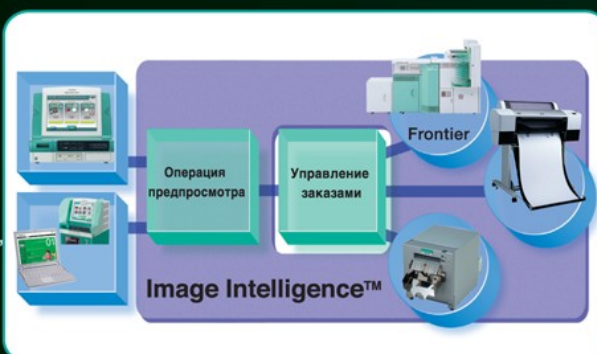 Frontier
Операция
предпросмотра
Управление
заказами
Image Intelligence™